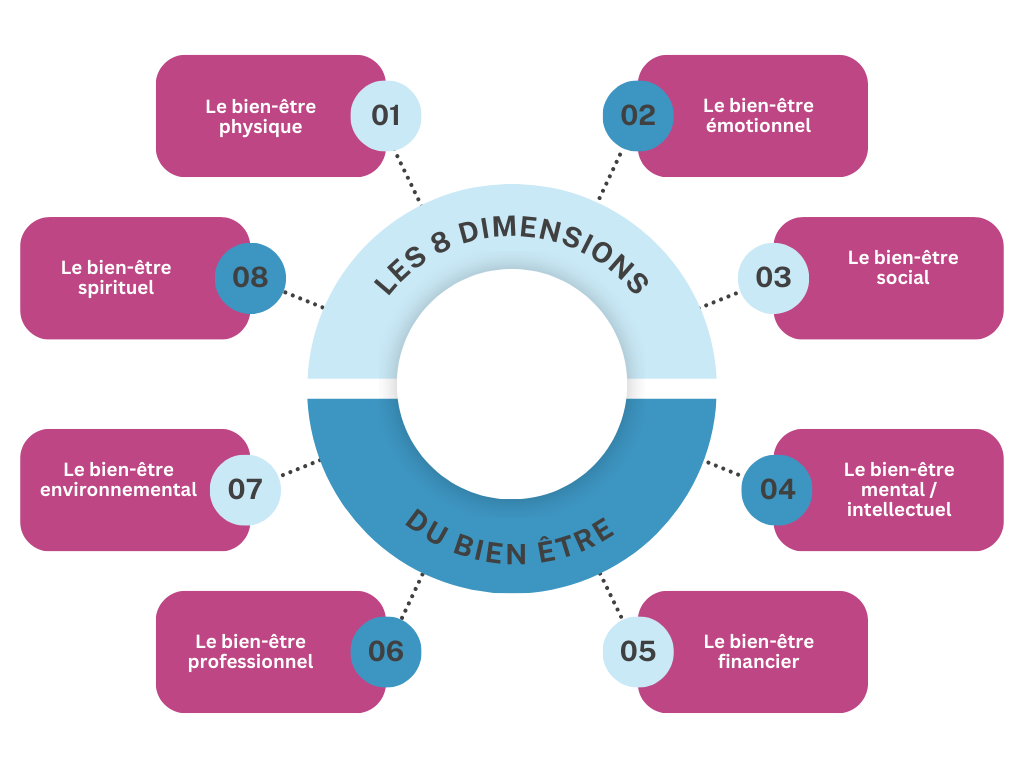 LES 8 DIMENSIONS
DU BIEN ÊTRE
01
Le bien-être
physique
02
Le bien-être
émotionnel
03
Le bien-être
social
04
Le bien-être
mental /
intellectuel
05
Le bien-être
financier
06
Le bien-être
professionnel
07
Le bien-être
environnemental
08
Le bien-être
spirituel